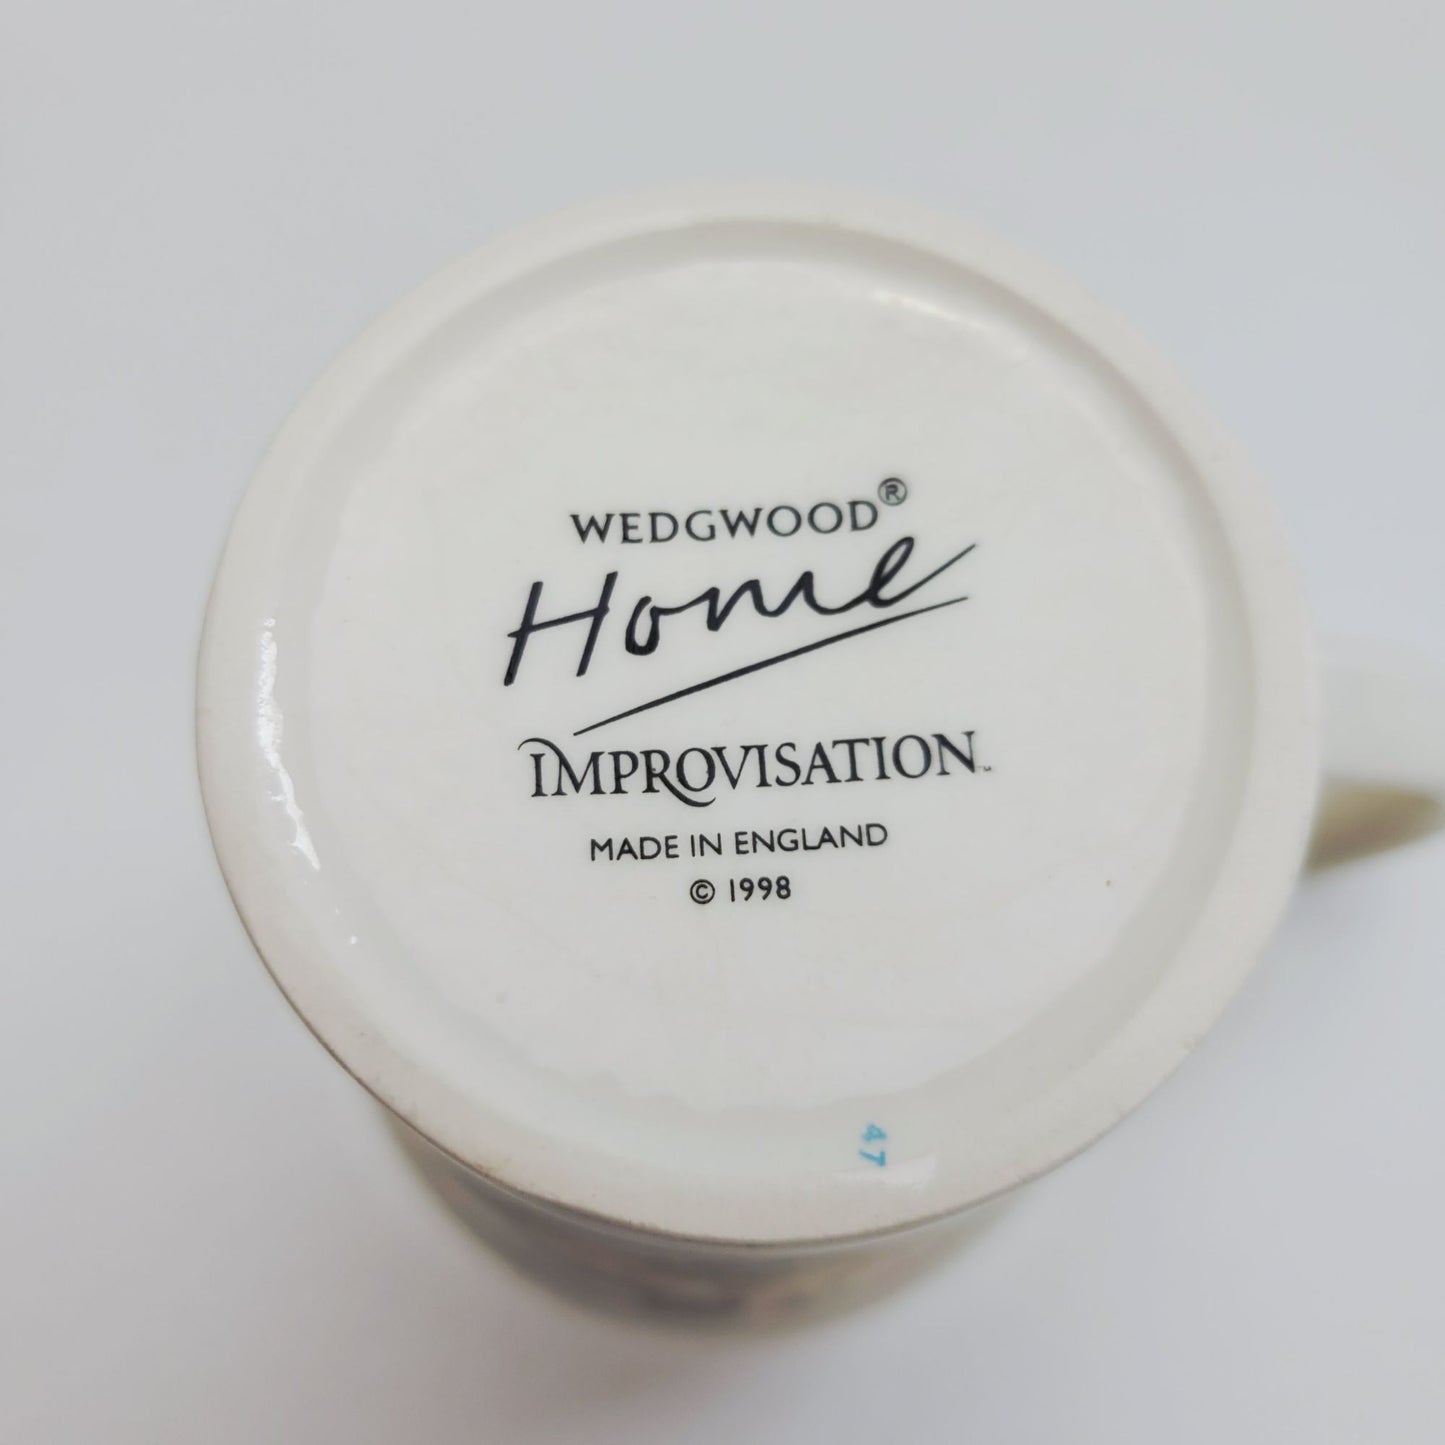 WEDGWOOD®
Home
IMPROVISATION™
MADE IN ENGLAND
© 1998
47